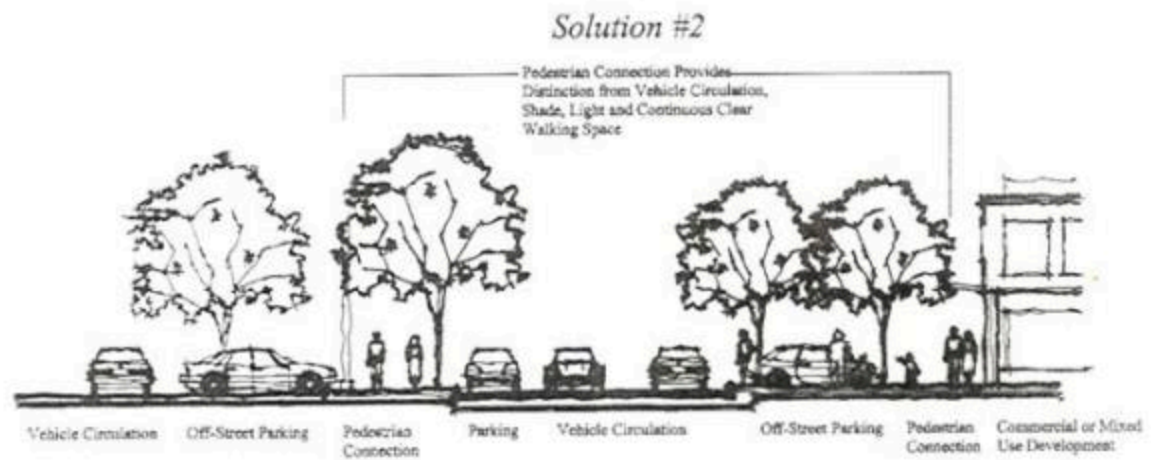 Solution #2
Pedestrian Connection Provides
Distinction from Vehicle Circulation,
Shade, Light and Continuous Clear
Walking Space
Vehicle Circulation
Off-Street Parking
Pedestrian
Connection
Parking
Vehicle Circulation
Off-Street Parking
Pedestrian
Connection
Commercial or Mixed
Use Development